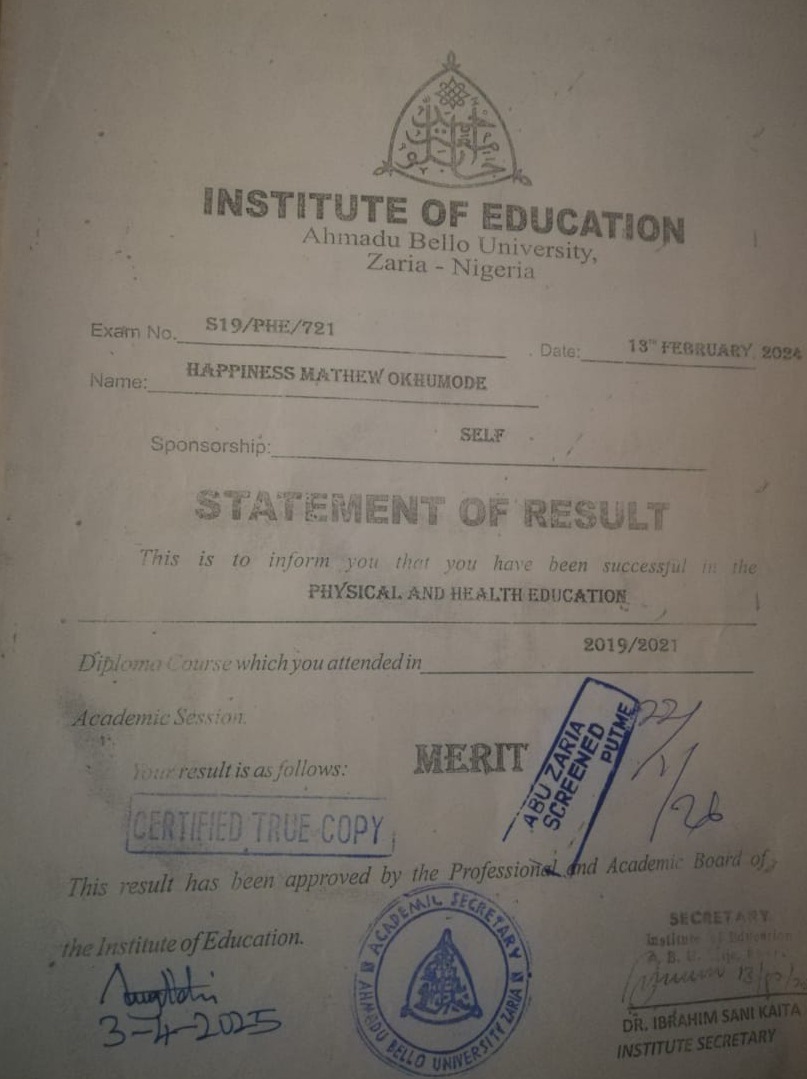 INSTITUTE OF EDUCATION
Ahmadu Bello University,
Zaria - Nigeria
Exam No. S19/PHE/721
Date: 13TH FEBRUARY, 2024
Name: HAPPINESS MATHEW OKHUMODE
Sponsorship: SELF
STATEMENT OF RESULT
This is to inform you that you have been successful in the
PHYSICAL AND HEALTH EDUCATION
Diploma Course which you attended in 2019/2021
Academic Session.
Your result is as follows: MERIT
ABU ZARIA
SCREENED
PUTME
22/1/26
CERTIFIED TRUE COPY
This result has been approved by the Professional and Academic Board of
the Institute of Education.
3-4-2025
ACADEMIC SECRETARY
AHMADU BELLO UNIVERSITY ZARIA
SECRETARY
Institute of Education
A. B. U.
DR. IBRAHIM SANI KAITA
INSTITUTE SECRETARY